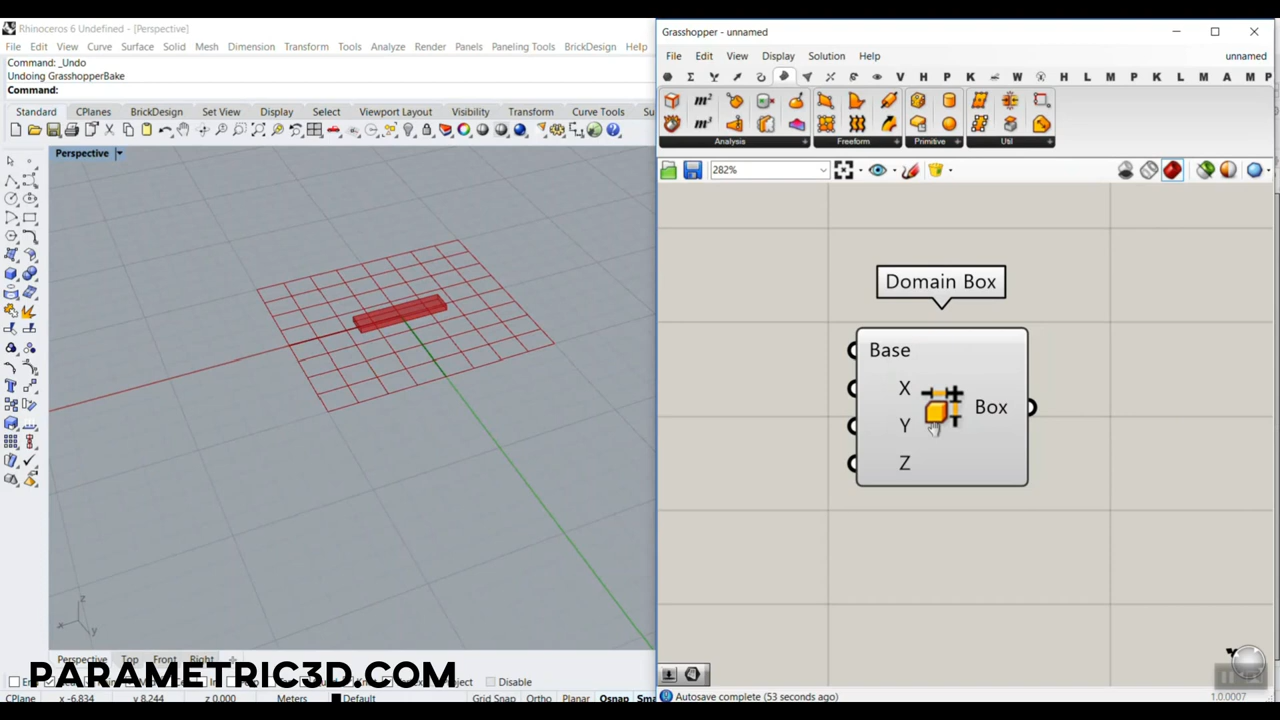 Rhinoceros 6 Undefined - [Perspective]
File Edit View Curve Surface Solid Mesh Dimension Transform Tools Analyze Render Panels Paneling Tools BrickDesign Help
Command: _Undo
Undoing GrasshopperBake
Command:
Standard CPlanes BrickDesign Set View Display Select Viewport Layout Visibility Transform Curve Tools Su
Perspective
z
x
y
Perspective Top Front Right
Disable
CPlane x -6.834 y 8.244 z 0.000 Meters Default Grid Snap Ortho Planar Osnap Sma
PARAMETRIC3D.COM
Grasshopper - unnamed
File Edit View Display Solution Help unnamed
V H P K W H L M P K L M A M P
m² m³
Analysis Freeform Primitive Util
282%
Domain Box
Base
X
Y
Z
Box
Autosave complete (53 seconds ago) 1.0.0007